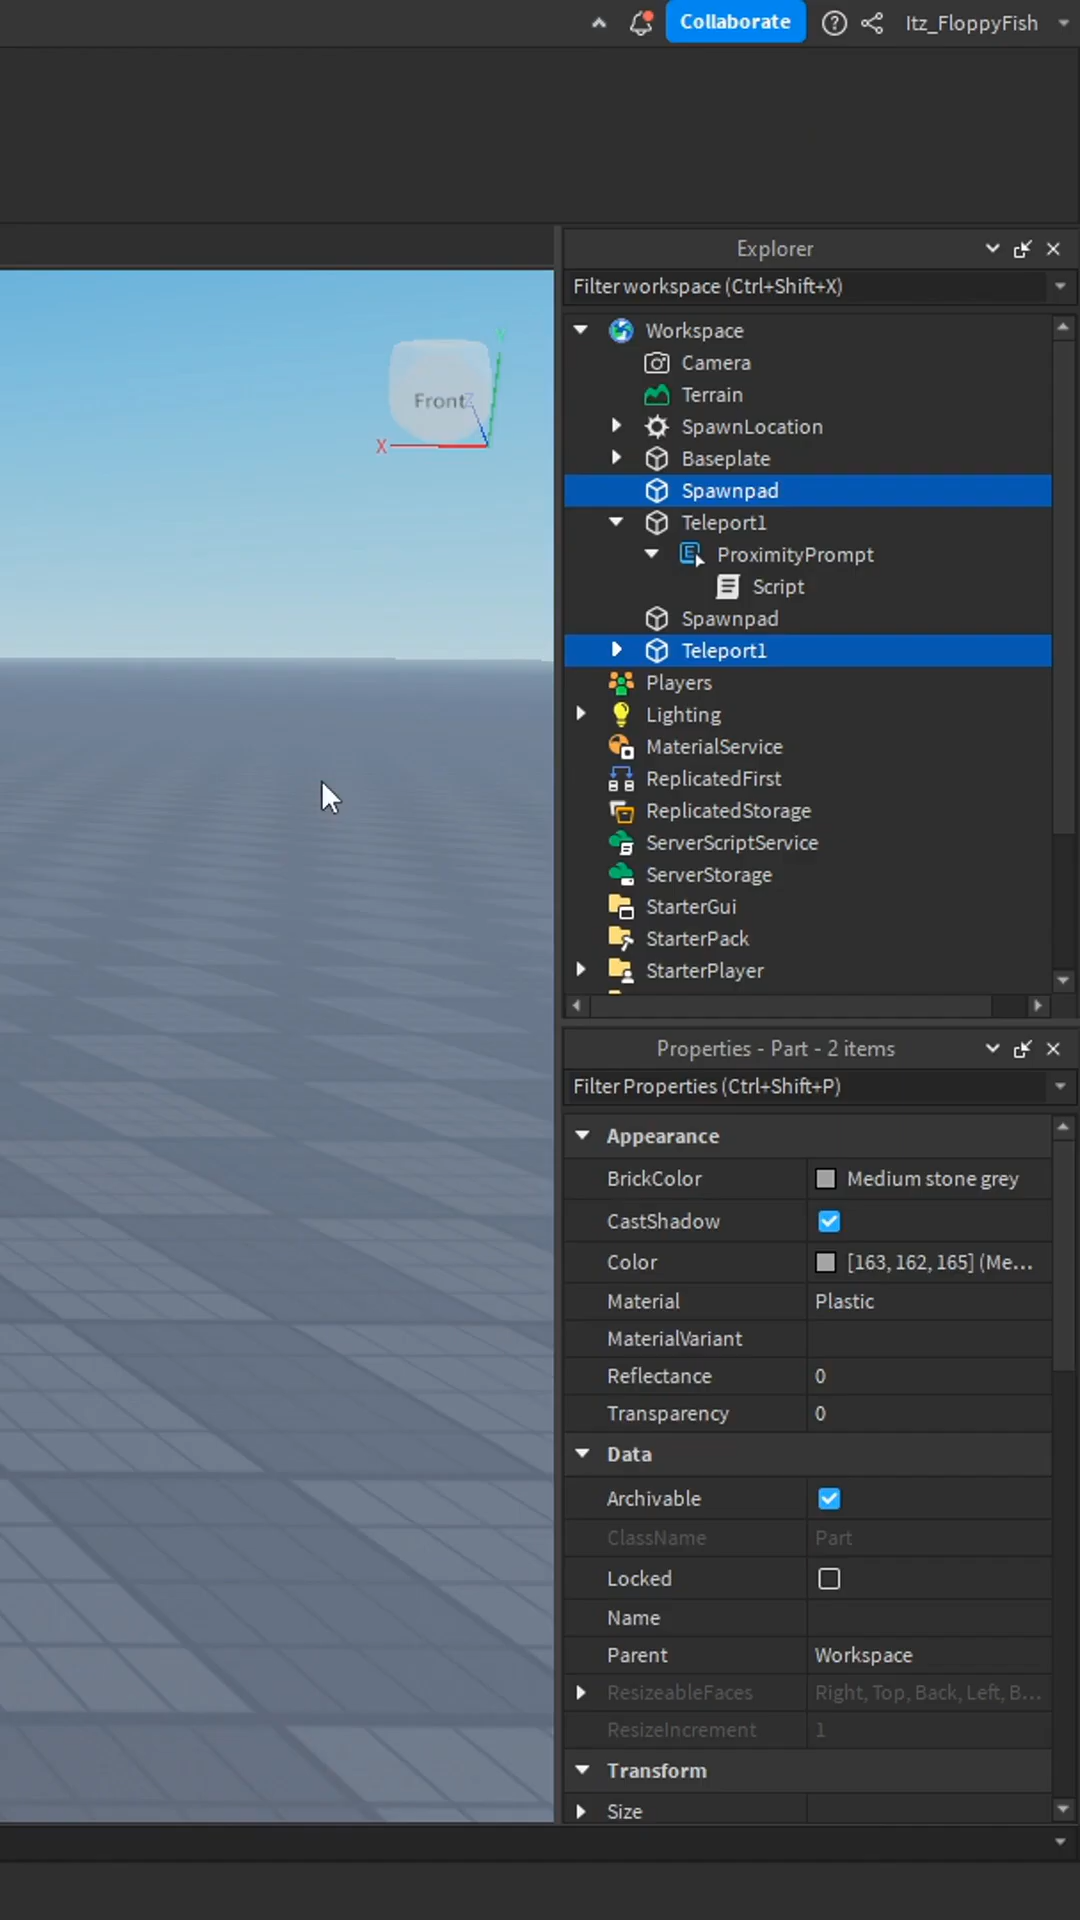 Collaborate
Itz_FloppyFish
Explorer
Filter workspace (Ctrl+Shift+X)
Workspace
Camera
Terrain
SpawnLocation
Baseplate
Spawnpad
Teleport1
ProximityPrompt
Script
Spawnpad
Teleport1
Players
Lighting
MaterialService
ReplicatedFirst
ReplicatedStorage
ServerScriptService
ServerStorage
StarterGui
StarterPack
StarterPlayer
Front
X
Y
Z
Properties - Part - 2 items
Filter Properties (Ctrl+Shift+P)
Appearance
BrickColor Medium stone grey
CastShadow
Color [163, 162, 165] (Me...
Material Plastic
MaterialVariant
Reflectance 0
Transparency 0
Data
Archivable
ClassName Part
Locked
Name
Parent Workspace
ResizeableFaces Right, Top, Back, Left, B...
ResizeIncrement 1
Transform
Size